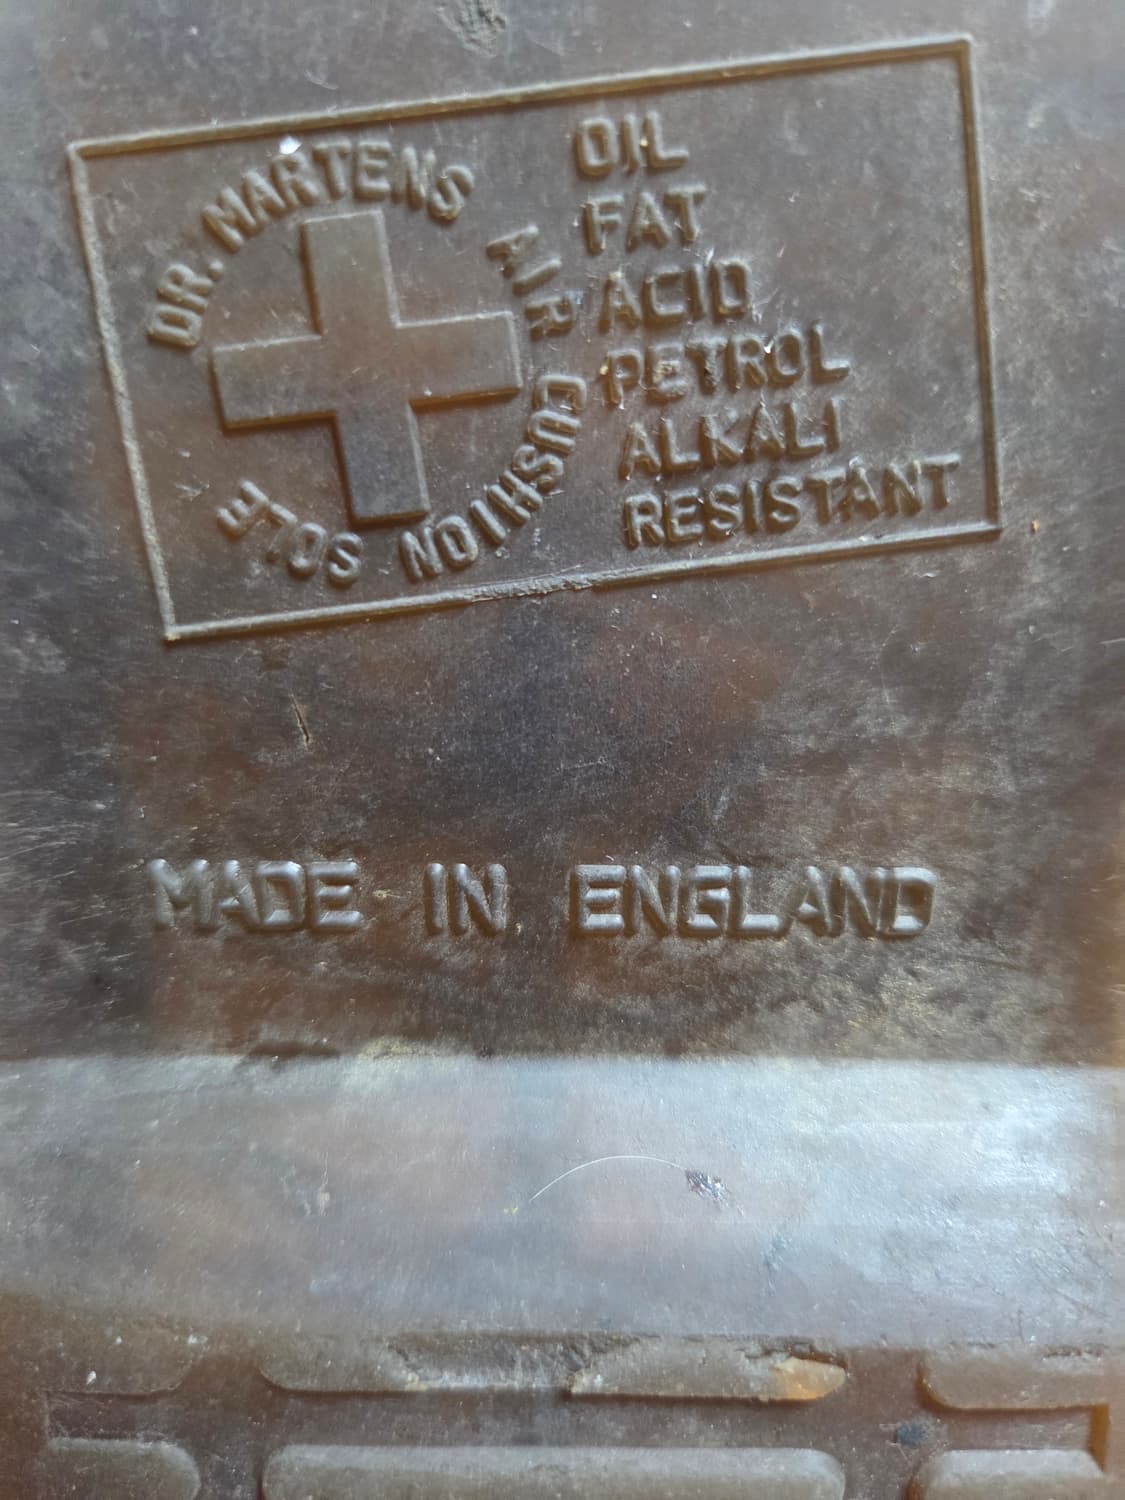 DR. MARTENS AIR CUSHION SOLE
OIL
FAT
ACID
PETROL
ALKALI
RESISTANT
MADE IN ENGLAND